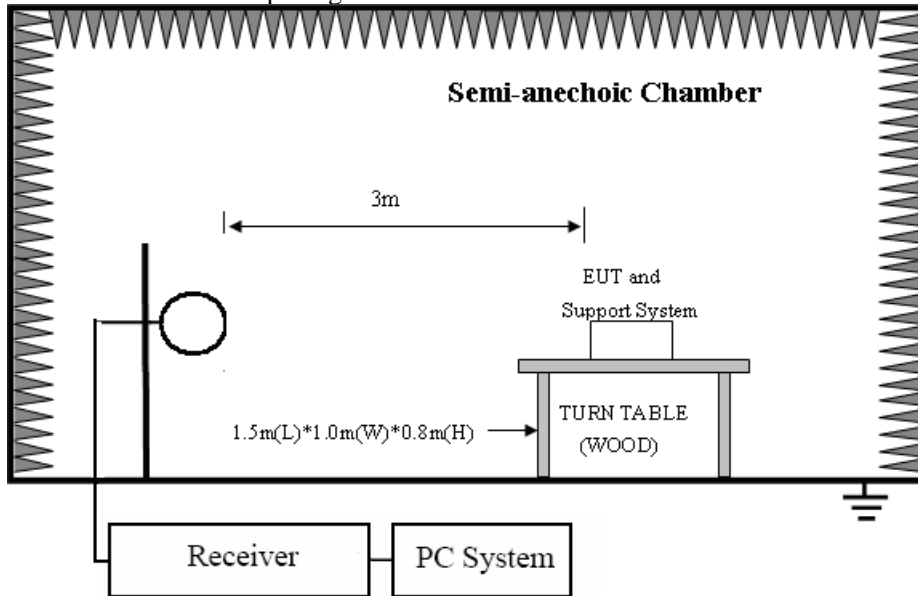 Semi-anechoic Chamber
3m
EUT and
Support System
1.5m(L)*1.0m(W)*0.8m(H)
TURN TABLE
(WOOD)
Receiver
PC System